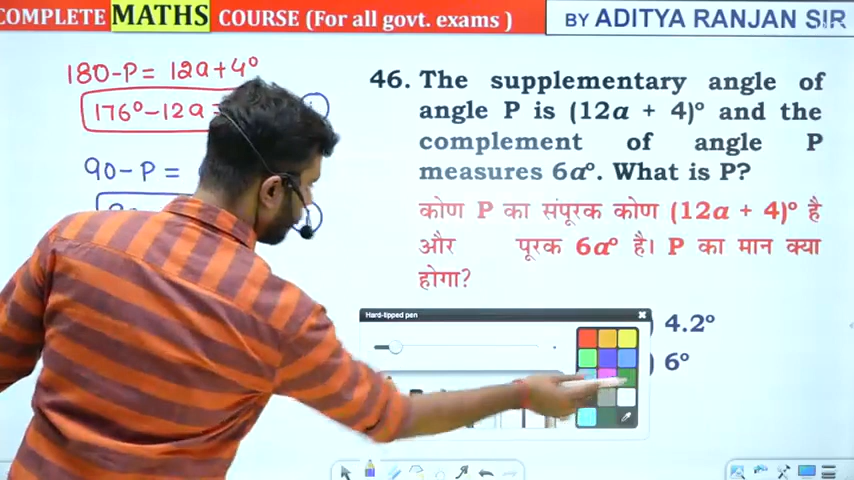 COMPLETE MATHS COURSE (For all govt. exams )
BY ADITYA RANJAN SIR
180-P = 12a+4°
176°-12a
90-P =
46. The supplementary angle of
angle P is (12a + 4)° and the
complement of angle P
measures 6a°. What is P?
कोण P का संपूरक कोण (12a + 4)° है
और पूरक 6a° है। P का मान क्या
होगा?
Hard-tipped pen
) 4.2°
) 6°